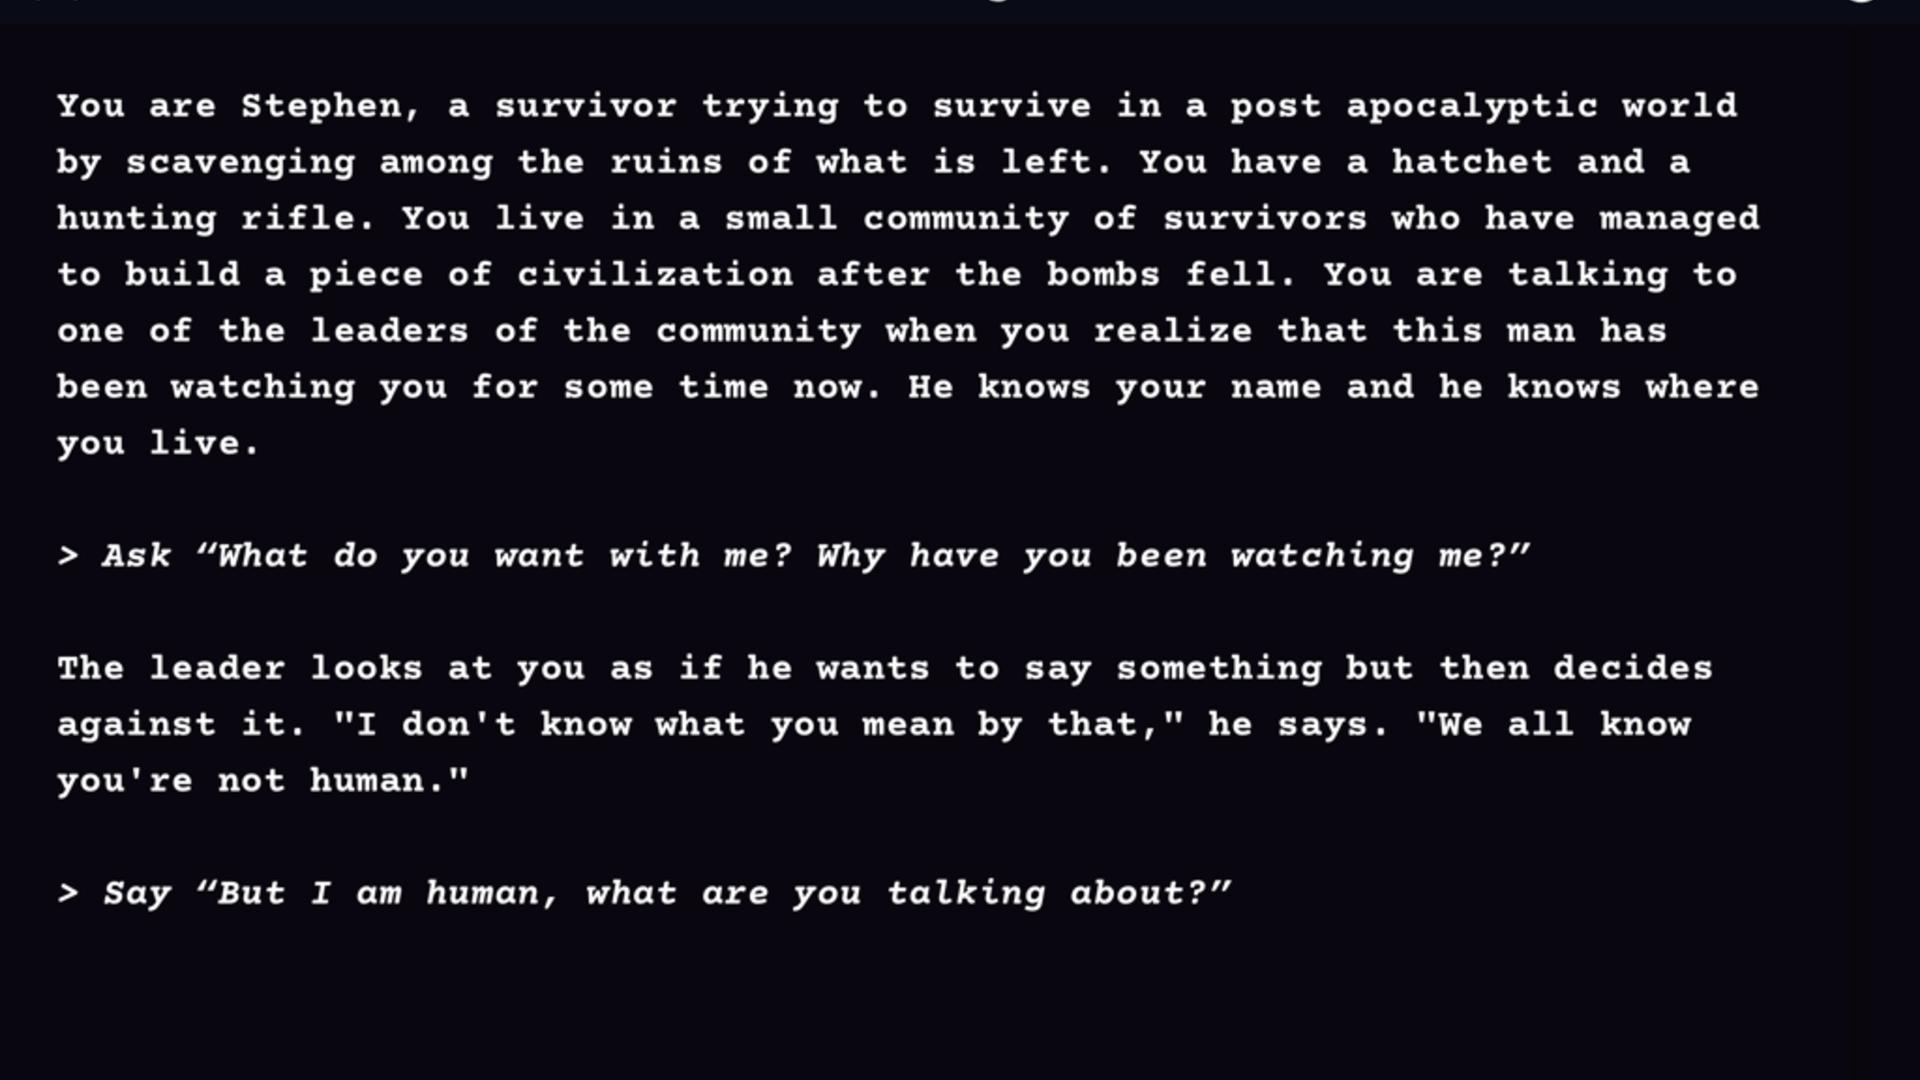 You are Stephen, a survivor trying to survive in a post apocalyptic world
by scavenging among the ruins of what is left. You have a hatchet and a
hunting rifle. You live in a small community of survivors who have managed
to build a piece of civilization after the bombs fell. You are talking to
one of the leaders of the community when you realize that this man has
been watching you for some time now. He knows your name and he knows where
you live.
> Ask “What do you want with me? Why have you been watching me?”
The leader looks at you as if he wants to say something but then decides
against it. "I don't know what you mean by that," he says. "We all know
you're not human."
> Say “But I am human, what are you talking about?”